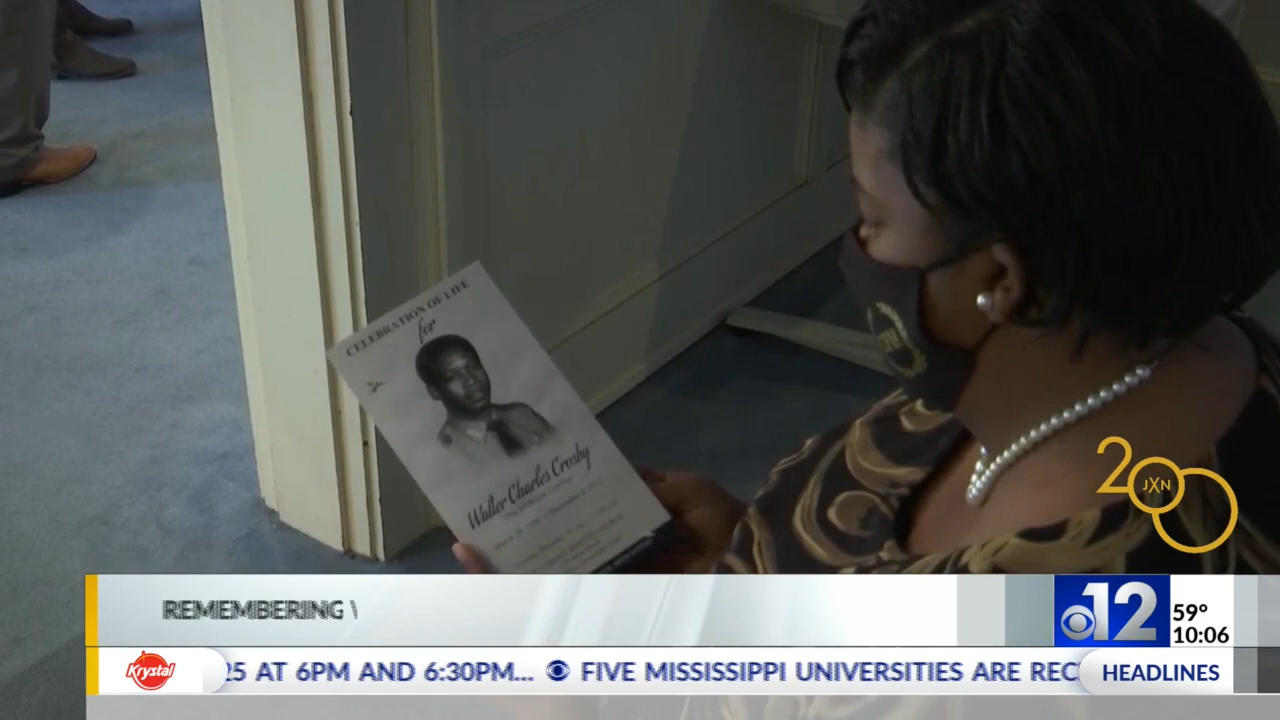 CELEBRATION OF LIFE
for
Walter Charles Crosby
200
JXN
REMEMBERING
12
59°
10:06
Krystal
25 AT 6PM AND 6:30PM... FIVE MISSISSIPPI UNIVERSITIES ARE REC
HEADLINES